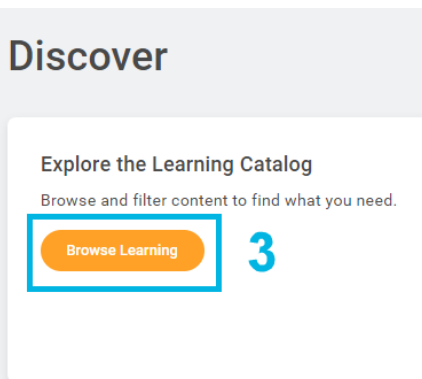 Discover
Explore the Learning Catalog
Browse and filter content to find what you need.
Browse Learning
3